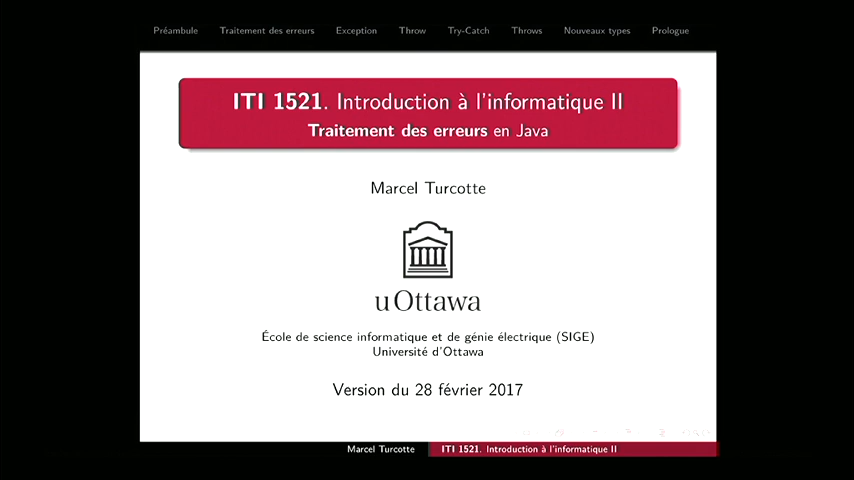 Préambule Traitement des erreurs Exception Throw Try-Catch Throws Nouveaux types Prologue
ITI 1521. Introduction à l'informatique II
Traitement des erreurs en Java
Marcel Turcotte
uOttawa
École de science informatique et de génie électrique (SIGE)
Université d'Ottawa
Version du 28 février 2017
Marcel Turcotte ITI 1521. Introduction à l'informatique II